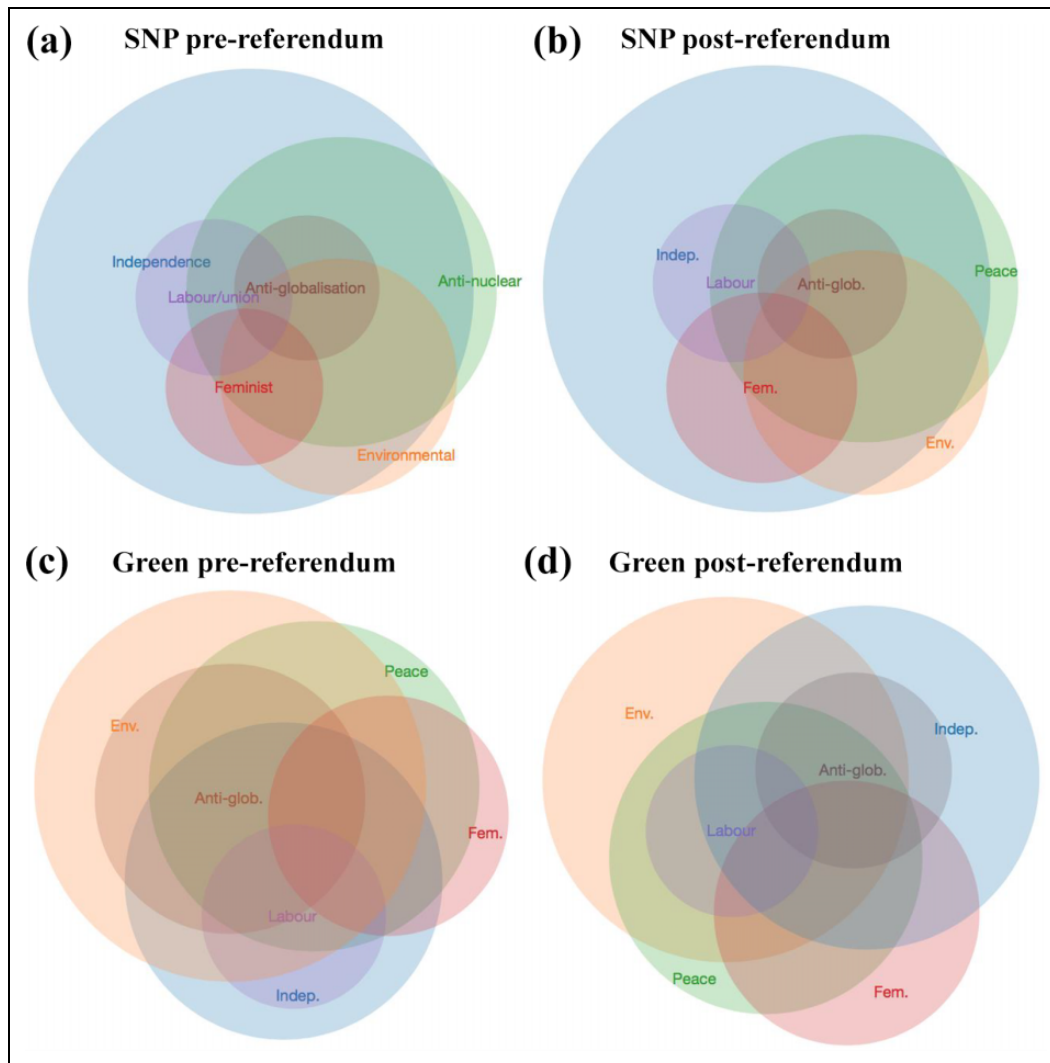 (a) SNP pre-referendum
Independence
Labour/union
Anti-globalisation
Anti-nuclear
Feminist
Environmental
(b) SNP post-referendum
Indep.
Labour
Anti-glob.
Peace
Fem.
Env.
(c) Green pre-referendum
Peace
Env.
Anti-glob.
Fem.
Labour
Indep.
(d) Green post-referendum
Env.
Indep.
Anti-glob.
Labour
Peace
Fem.